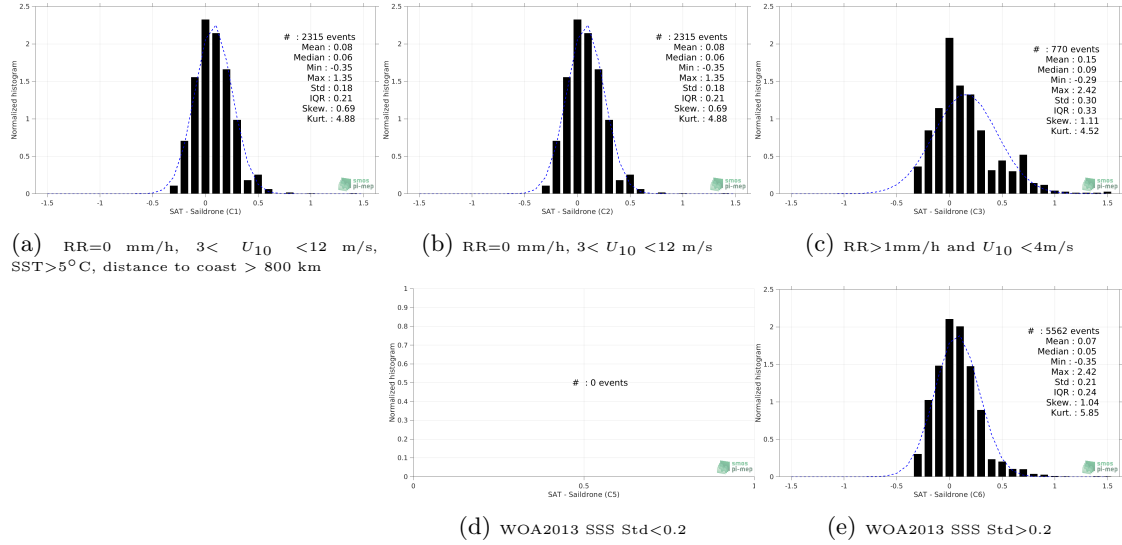 2.5
2
1.5
1
0.5
0
Normalized histogram
# : 2315 events
Mean : 0.08
Median : 0.06
Min : -0.35
Max : 1.35
Std : 0.18
IQR : 0.21
Skew. : 0.69
Kurt. : 4.88
smos
pi-mep
-1.5 -1 -0.5 0 0.5 1 1.5
SAT - Saildrone (C1)
(a) RR=0 mm/h, 3< U10 <12 m/s,
SST>5°C, distance to coast > 800 km
2.5
2
1.5
1
0.5
0
Normalized histogram
# : 2315 events
Mean : 0.08
Median : 0.06
Min : -0.35
Max : 1.35
Std : 0.18
IQR : 0.21
Skew. : 0.69
Kurt. : 4.88
smos
pi-mep
-1.5 -1 -0.5 0 0.5 1 1.5
SAT - Saildrone (C2)
(b) RR=0 mm/h, 3< U10 <12 m/s
2.5
2
1.5
1
0.5
0
Normalized histogram
# : 770 events
Mean : 0.15
Median : 0.09
Min : -0.29
Max : 2.42
Std : 0.30
IQR : 0.33
Skew. : 1.11
Kurt. : 4.52
smos
pi-mep
-1.5 -1 -0.5 0 0.5 1 1.5
SAT - Saildrone (C3)
(c) RR>1mm/h and U10 <4m/s
1
0.9
0.8
0.7
0.6
0.5
0.4
0.3
0.2
0.1
0
Normalized histogram
# : 0 events
smos
pi-mep
0 0.5 1
SAT - Saildrone (C5)
(d) WOA2013 SSS Std<0.2
2.5
2
1.5
1
0.5
0
Normalized histogram
# : 5562 events
Mean : 0.07
Median : 0.05
Min : -0.35
Max : 2.42
Std : 0.21
IQR : 0.24
Skew. : 1.04
Kurt. : 5.85
smos
pi-mep
-1.5 -1 -0.5 0 0.5 1 1.5
SAT - Saildrone (C6)
(e) WOA2013 SSS Std>0.2